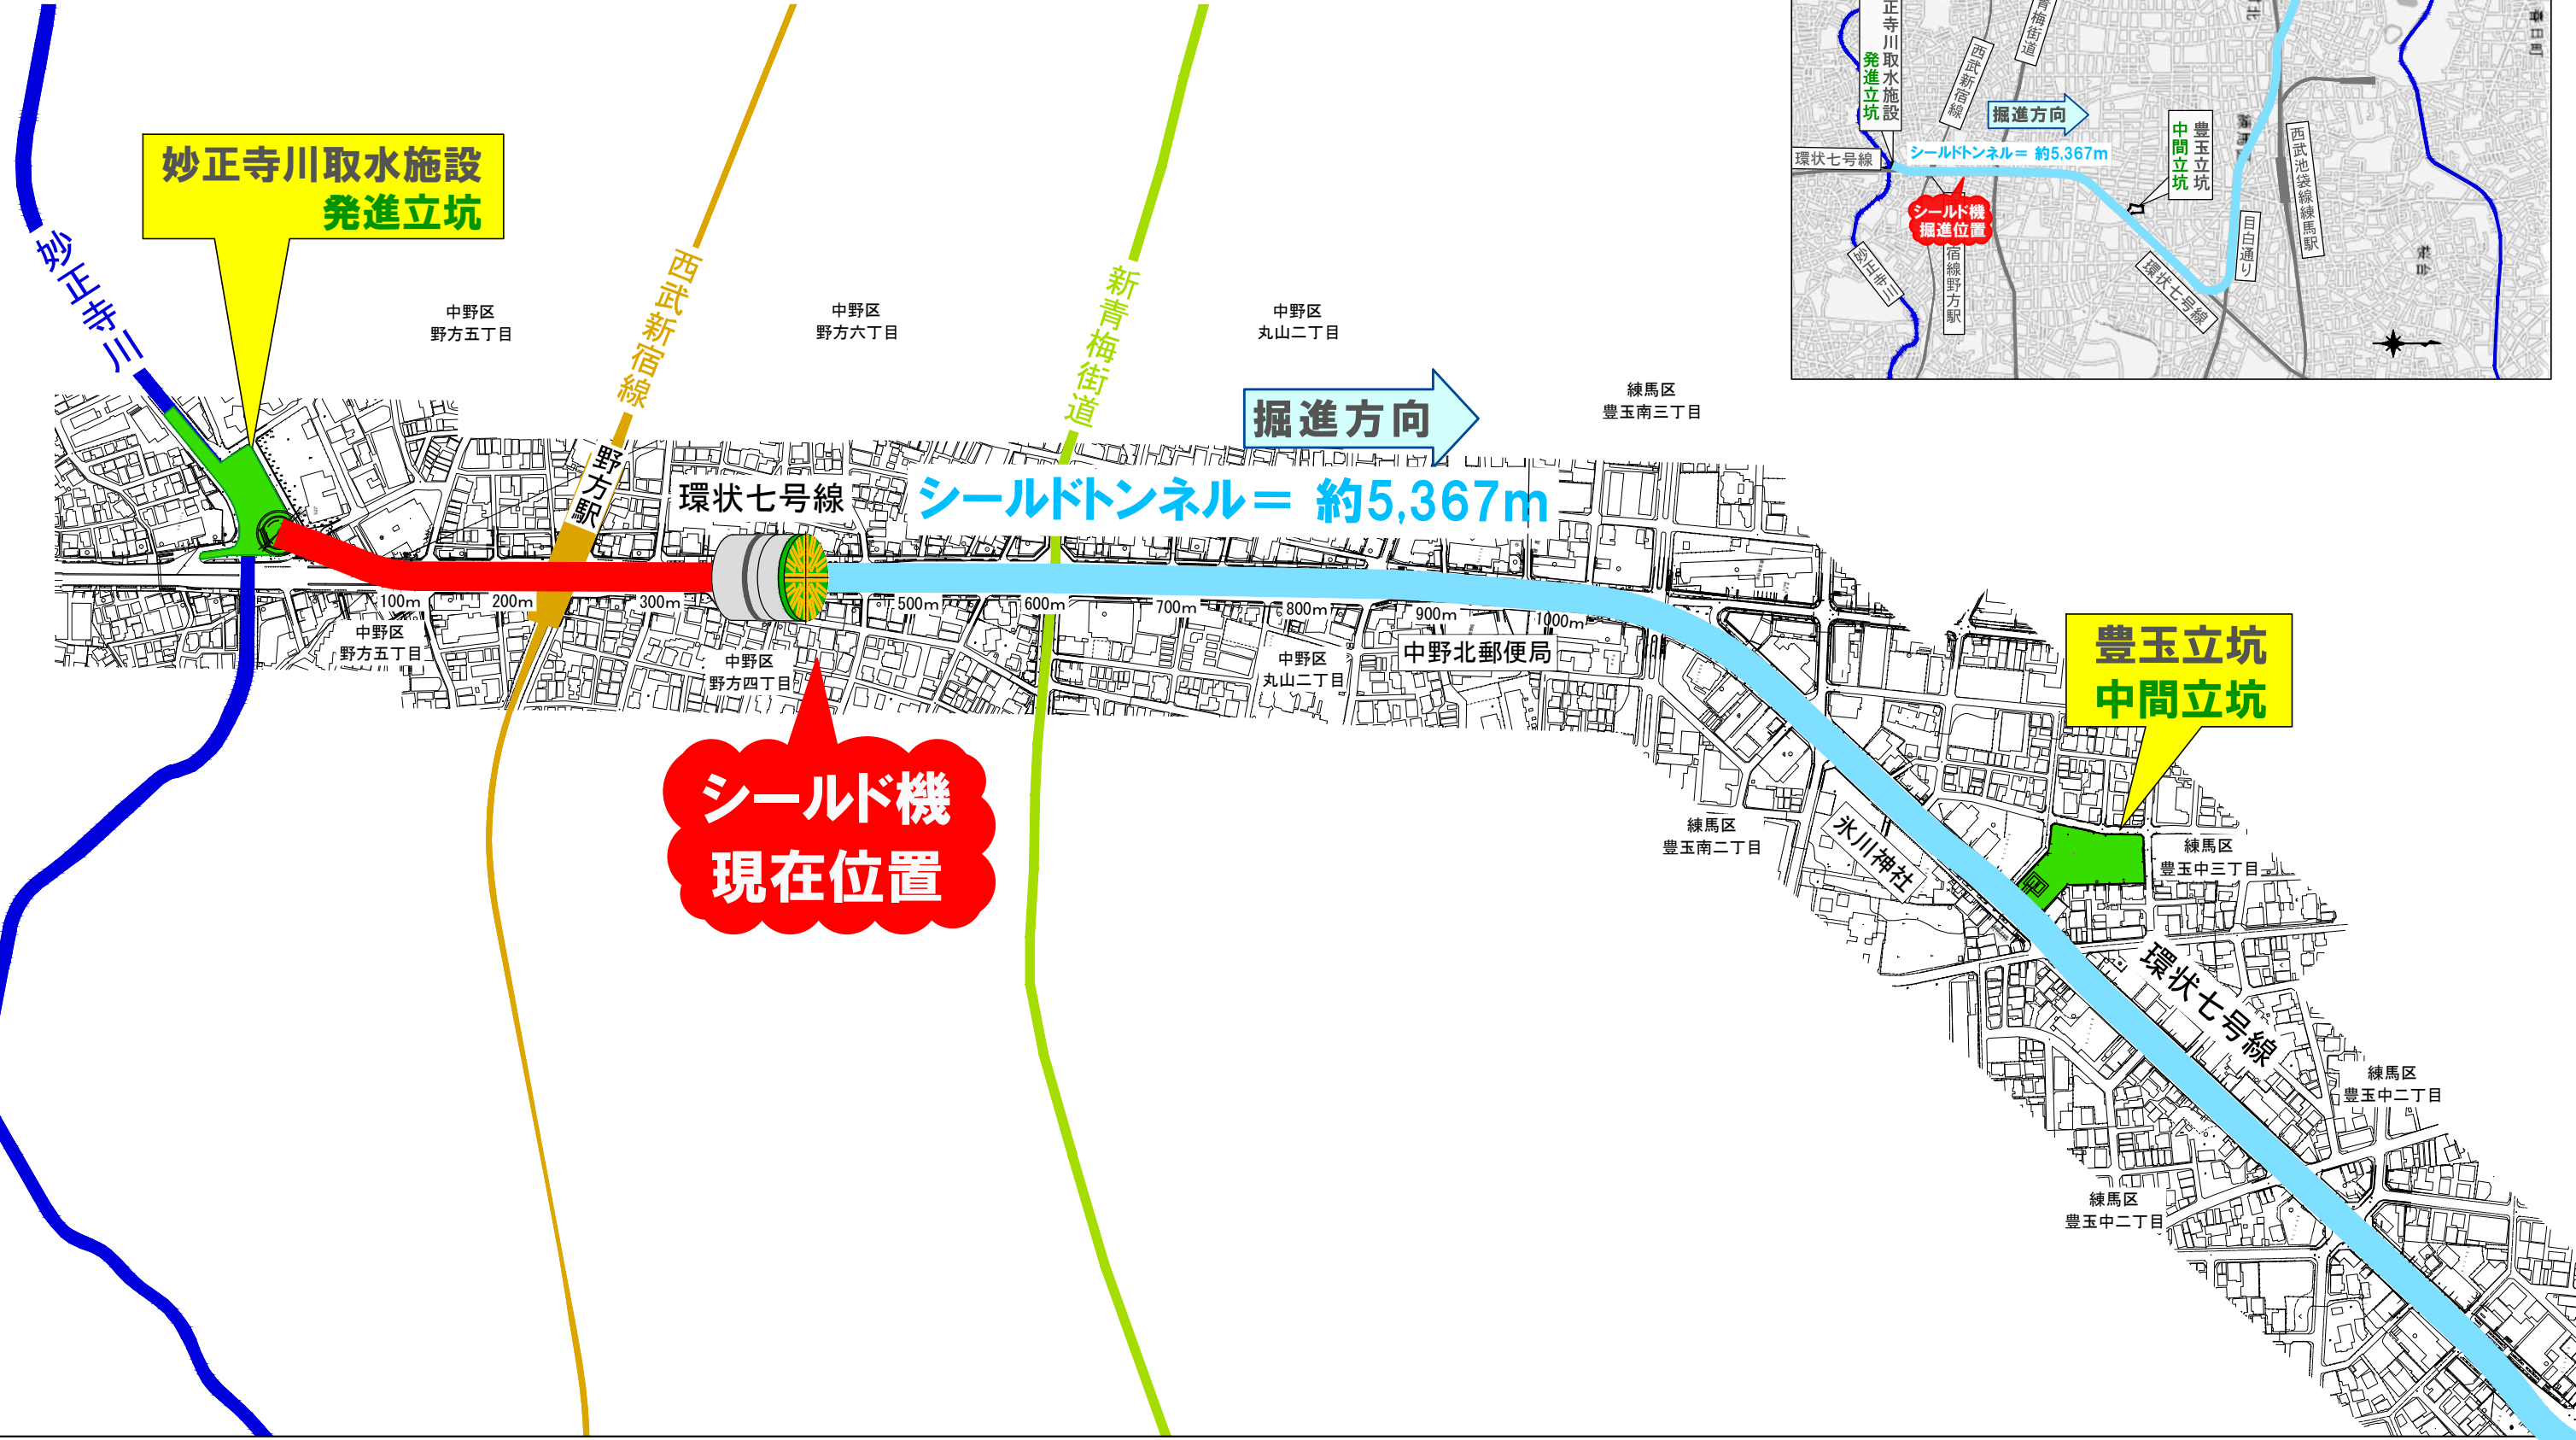 妙正寺川取水施設
発進立坑
妙正寺川
西武新宿線
新青梅街道
中野区
野方五丁目
中野区
野方六丁目
中野区
丸山二丁目
掘進方向
練馬区
豊玉南三丁目
野方駅
環状七号線
シールドトンネル＝ 約5,367m
100m
200m
300m
500m
600m
700m
800m
900m
1000m
中野区
野方五丁目
中野区
野方四丁目
中野区
丸山二丁目
中野北郵便局
シールド機
現在位置
豊玉立坑
中間立坑
練馬区
豊玉南二丁目
氷川神社
練馬区
豊玉中三丁目
環状七号線
練馬区
豊玉中二丁目
練馬区
豊玉中二丁目
正寺川取水施設
発進立坑
西武新宿線
青梅街道
掘進方向
シールドトンネル＝ 約5,367m
環状七号線
シールド機
掘進位置
宿線野方駅
妙正寺川
豊玉立坑
中間立坑
西武池袋線練馬駅
目白通り
環状七号線
春日町